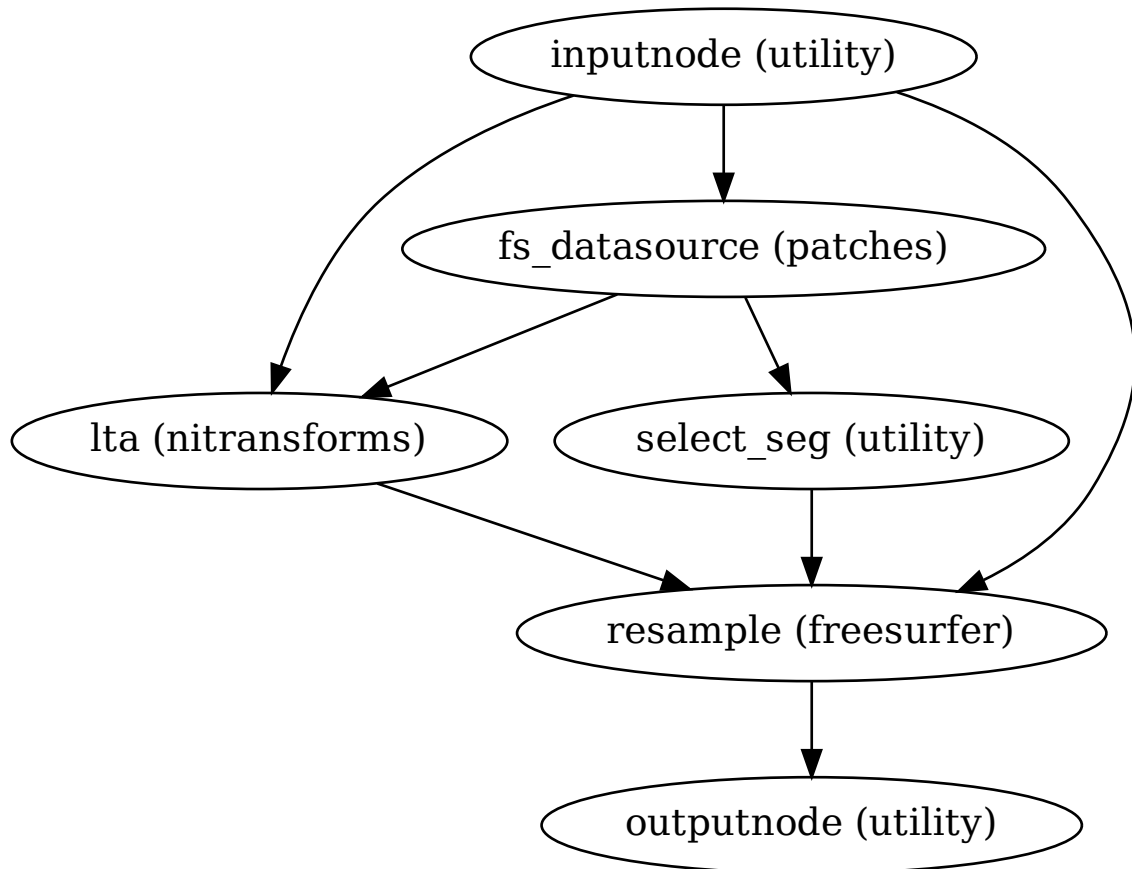 inputnode (utility)
fs_datasource (patches)
lta (nitransforms)
select_seg (utility)
resample (freesurfer)
outputnode (utility)